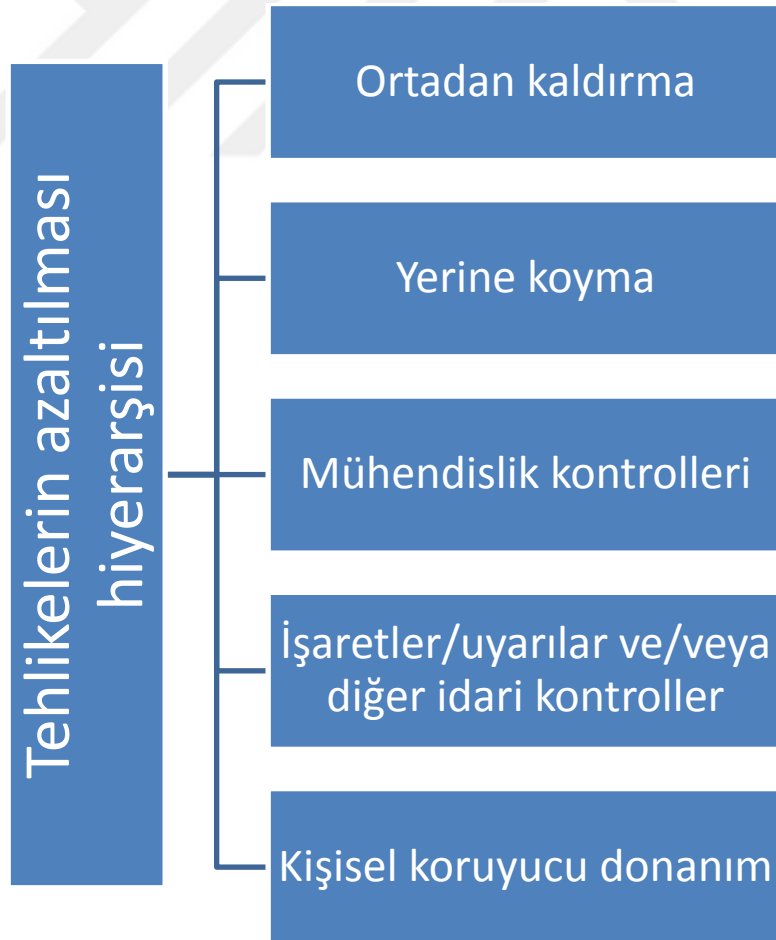 Tehlikelerin azaltılması
hiyerarşisi
Ortadan kaldırma
Yerine koyma
Mühendislik kontrolleri
İşaretler/uyarılar ve/veya
diğer idari kontroller
Kişisel koruyucu donanım